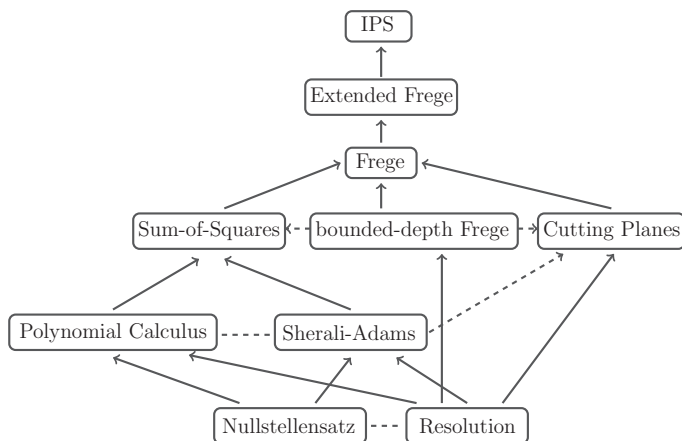 IPS
Extended Frege
Frege
Sum-of-Squares
bounded-depth Frege
Cutting Planes
Polynomial Calculus
Sherali-Adams
Nullstellensatz
Resolution